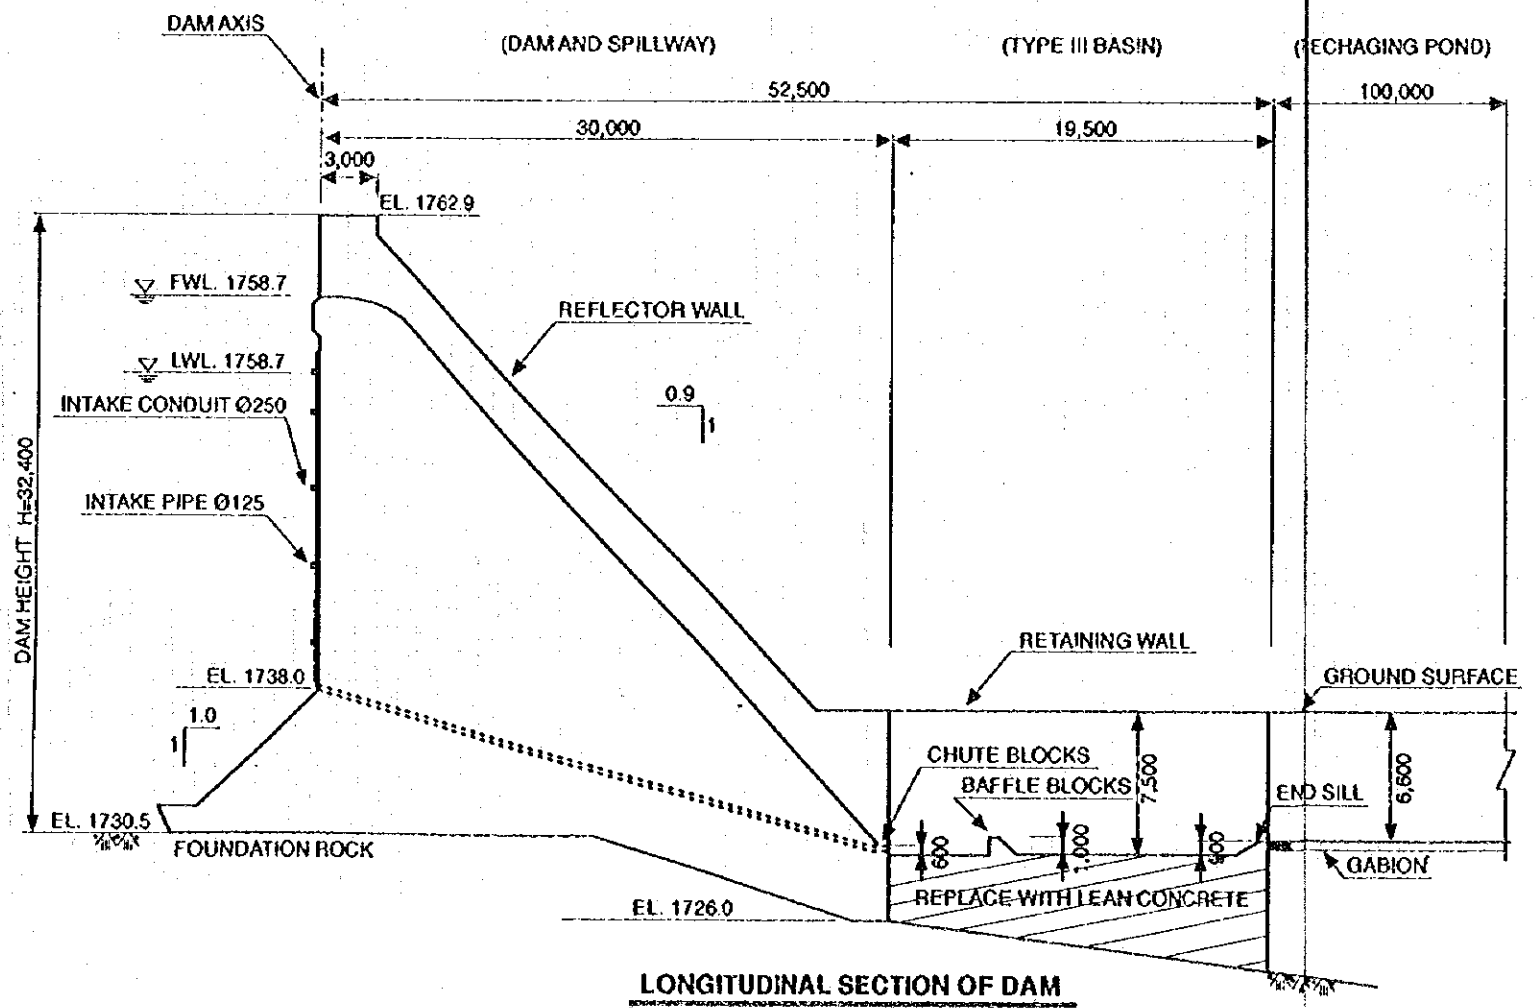 DAM AXIS
(DAM AND SPILLWAY)
(TYPE III BASIN)
(RECHAGING POND)
52,500
100,000
30,000
19,500
3,000
EL. 1762.9
FWL. 1758.7
REFLECTOR WALL
LWL. 1758.7
INTAKE CONDUIT Ø250
0.9
1
DAM HEIGHT H=32,400
INTAKE PIPE Ø125
RETAINING WALL
EL. 1738.0
GROUND SURFACE
1.0
1
CHUTE BLOCKS
7,500
6,600
BAFFLE BLOCKS
END SILL
EL. 1730.5
FOUNDATION ROCK
600
1,000
900
GABION
REPLACE WITH LEAN CONCRETE
EL. 1726.0
LONGITUDINAL SECTION OF DAM